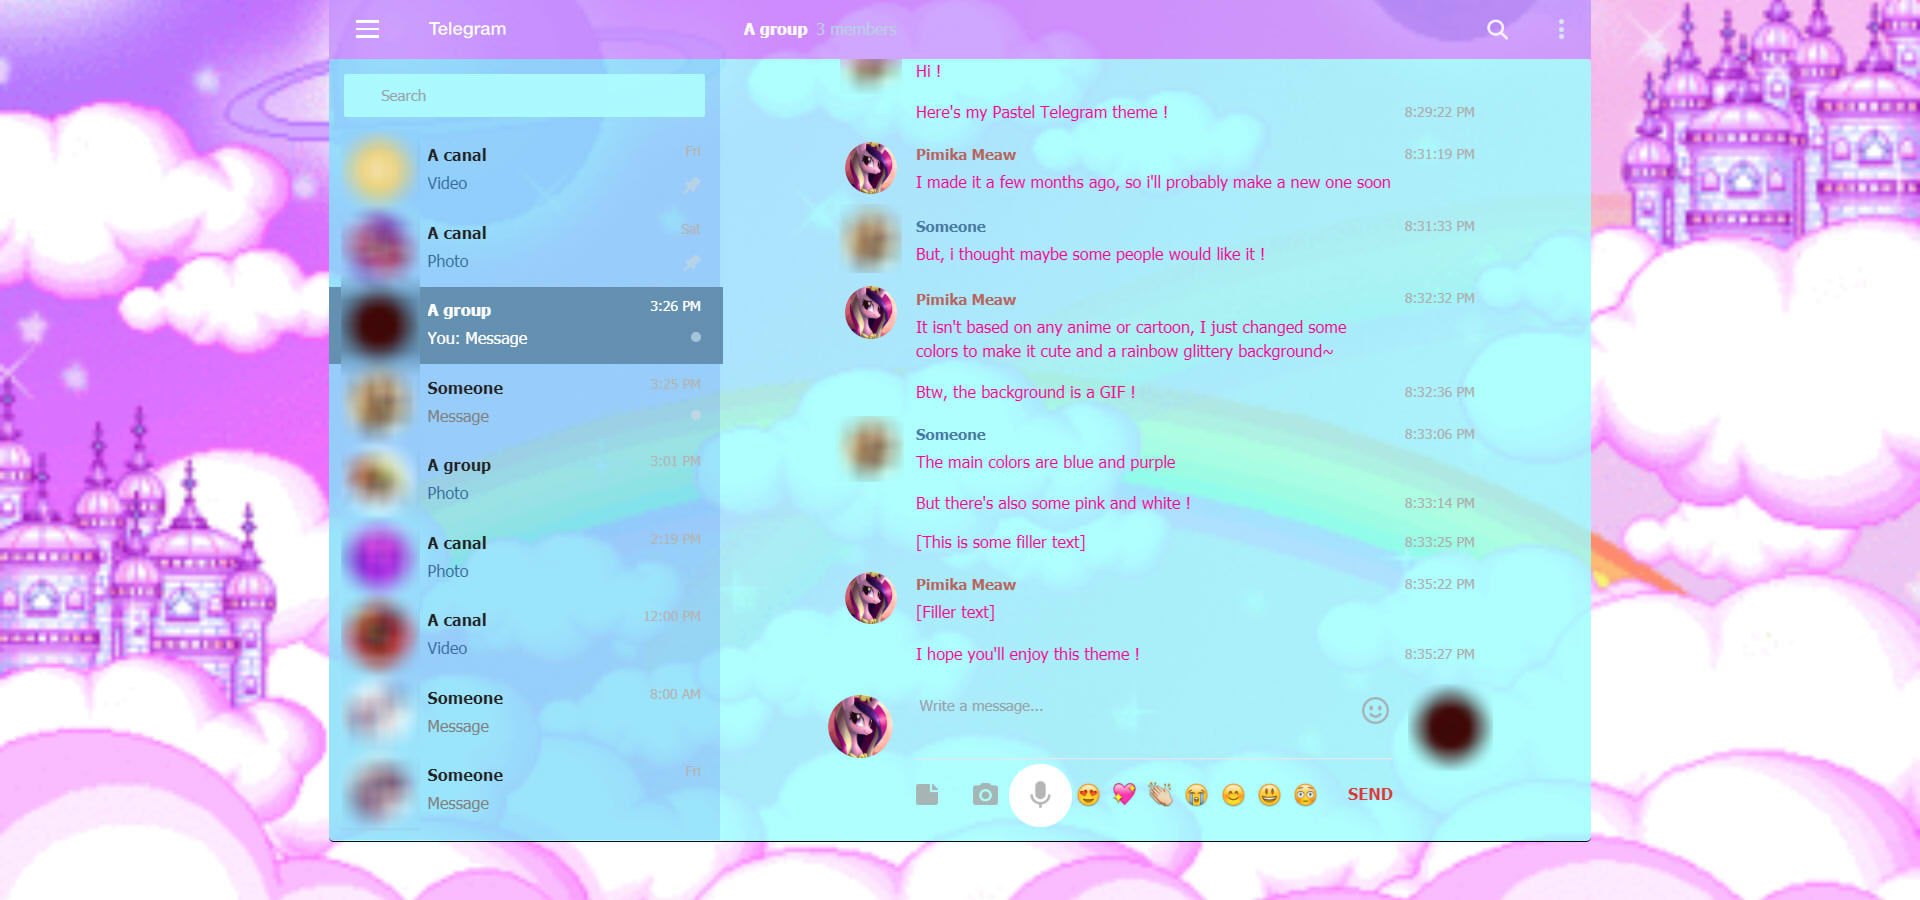 Telegram
A group 3 members
Search
A canal Fri
Video
A canal Sat
Photo
A group 3:26 PM
You: Message
Someone 3:25 PM
Message
A group 3:01 PM
Photo
A canal 2:19 PM
Photo
A canal 12:00 PM
Video
Someone 8:00 AM
Message
Someone Fri
Message
Hi !
Here's my Pastel Telegram theme ! 8:29:22 PM
Pimika Meaw 8:31:19 PM
I made it a few months ago, so i'll probably make a new one soon
Someone 8:31:33 PM
But, i thought maybe some people would like it !
Pimika Meaw 8:32:32 PM
It isn't based on any anime or cartoon, I just changed some
colors to make it cute and a rainbow glittery background~
Btw, the background is a GIF ! 8:32:36 PM
Someone 8:33:06 PM
The main colors are blue and purple
But there's also some pink and white ! 8:33:14 PM
[This is some filler text] 8:33:25 PM
Pimika Meaw 8:35:22 PM
[Filler text]
I hope you'll enjoy this theme ! 8:35:27 PM
Write a message...
SEND